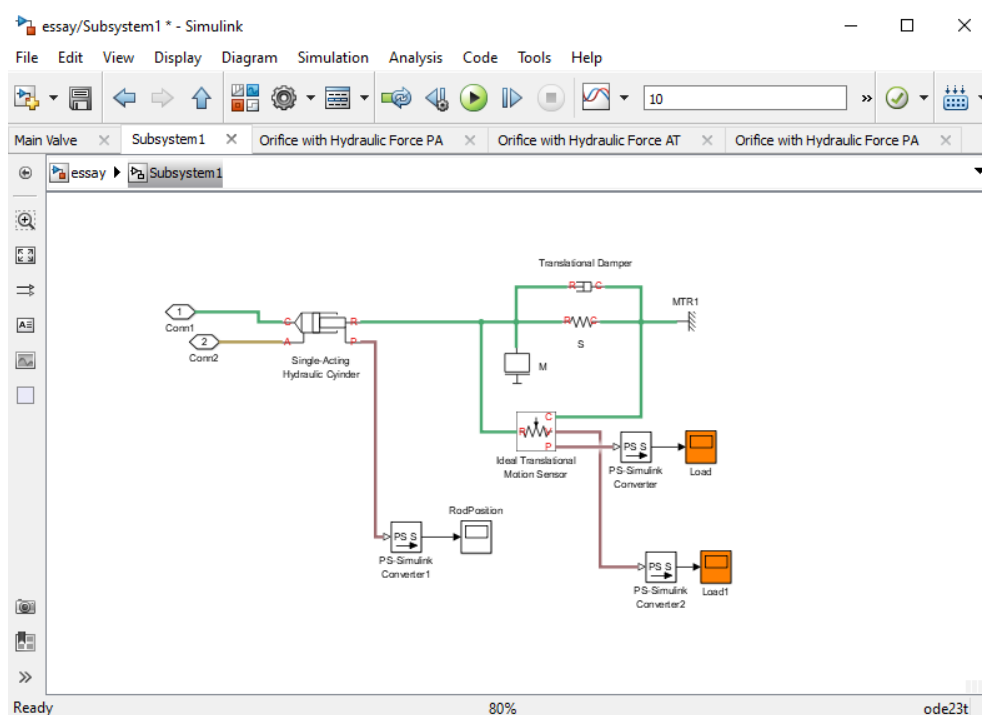 essay/Subsystem1 * - Simulink
File Edit View Display Diagram Simulation Analysis Code Tools Help
10
»
Main Valve Subsystem1 Orifice with Hydraulic Force PA Orifice with Hydraulic Force AT Orifice with Hydraulic Force PA
essay Subsystem1
Translational Damper
R C
MTR1
1
Conn1
C R
R C
S
2
Conn2
A P
Single-Acting
Hydraulic Cyinder
M
C
R V
P
Ideal Translational
Motion Sensor
PS S
PS-Simulink
Converter
Load
RodPosition
PS S
PS-Simulink
Converter1
PS S
PS-Simulink
Converter2
Load1
A
»
Ready 80% ode23t